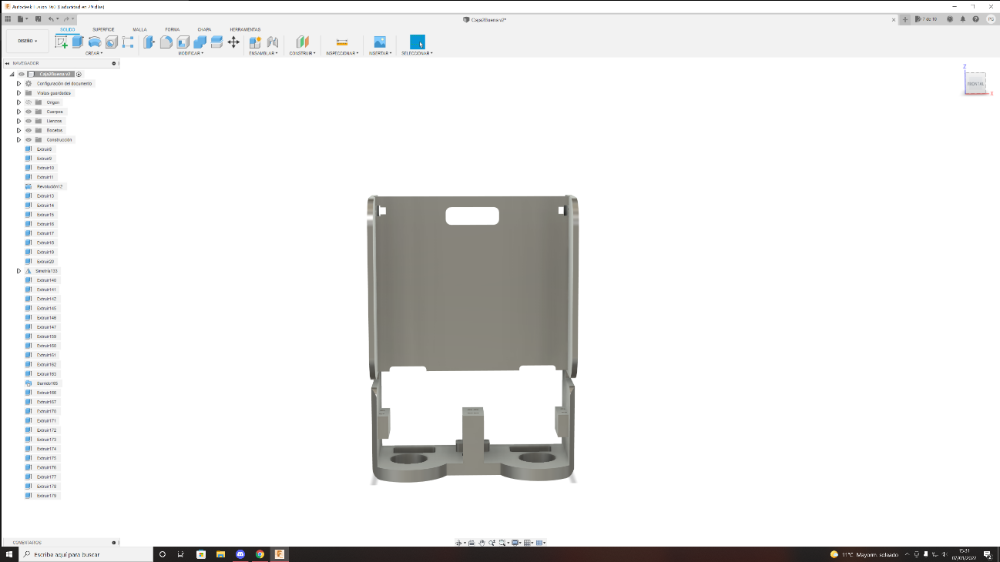 Autodesk Fusion 360 (Caducidad en 29 días)
Caja2Buena v2*
7 de 10
PG
DISEÑO
SÓLIDO SUPERFICIE MALLA FORMA CHAPA HERRAMIENTAS
CREAR MODIFICAR ENSAMBLAR CONSTRUIR INSPECCIONAR INSERTAR SELECCIONAR
NAVEGADOR
Caja2Buena v2
Configuración del documento
Vistas guardadas
Origen
Cuerpos
Lienzos
Bocetos
Construcción
Extruir8
Extruir9
Extruir10
Extruir11
Revolución12
Extruir13
Extruir14
Extruir15
Extruir16
Extruir17
Extruir18
Extruir19
Extruir20
Simetría133
Extruir140
Extruir141
Extruir142
Extruir145
Extruir146
Extruir147
Extruir159
Extruir160
Extruir161
Extruir162
Extruir163
Barrido165
Extruir166
Extruir167
Extruir170
Extruir171
Extruir172
Extruir173
Extruir174
Extruir175
Extruir176
Extruir177
Extruir178
Extruir179
Z
FRONTAL
X
COMENTARIOS
Escribe aquí para buscar
11°C Mayorm. soleado
15:31
07/01/2022
2